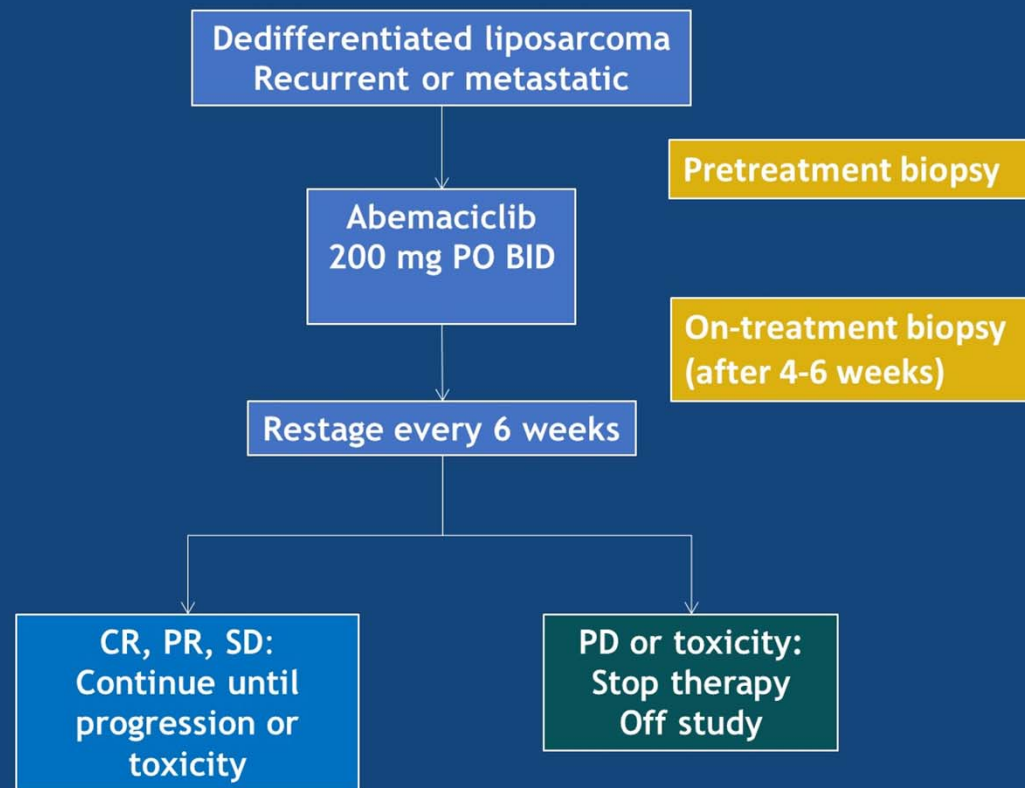 Dedifferentiated liposarcoma
Recurrent or metastatic
Pretreatment biopsy
Abemaciclib
200 mg PO BID
On-treatment biopsy
(after 4-6 weeks)
Restage every 6 weeks
CR, PR, SD:
Continue until
progression or
toxicity
PD or toxicity:
Stop therapy
Off study